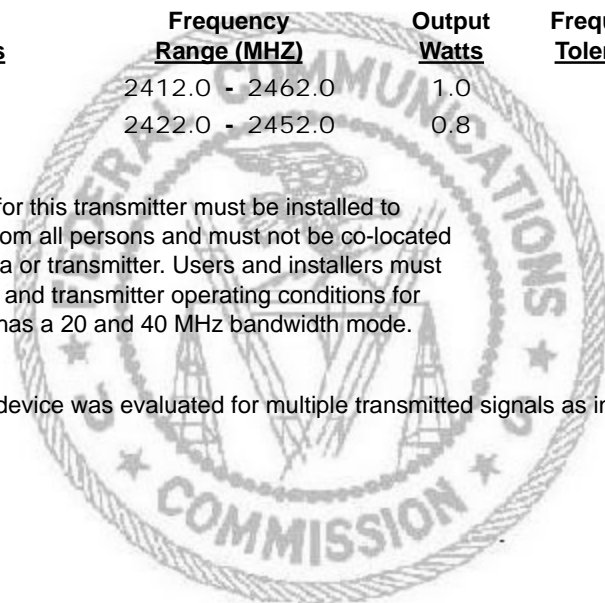 Frequency Output Frequ
s Range (MHZ) Watts Toler
2412.0 - 2462.0 1.0
2422.0 - 2452.0 0.8
for this transmitter must be installed to
om all persons and must not be co-located
a or transmitter. Users and installers must
and transmitter operating conditions for
has a 20 and 40 MHz bandwidth mode.
device was evaluated for multiple transmitted signals as in
FEDERAL COMMUNICATIONS
COMMISSION